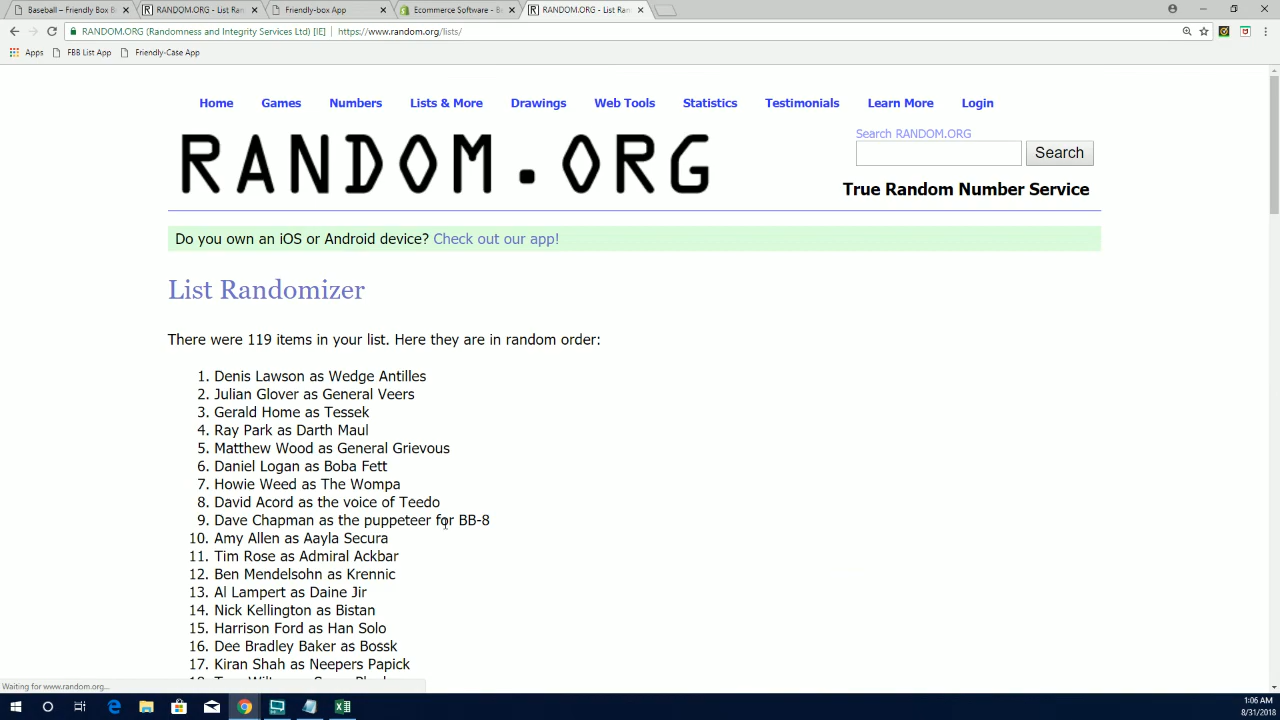 Baseball – Friendly Box B
RANDOM.ORG - List Ran
Friendly-box App
Ecommerce Software - B
RANDOM.ORG - List Ran
RANDOM.ORG (Randomness and Integrity Services Ltd) [IE] https://www.random.org/lists/
Apps FBB List App Friendly-Case App
Home Games Numbers Lists & More Drawings Web Tools Statistics Testimonials Learn More Login
RANDOM.ORG
Search RANDOM.ORG
Search
True Random Number Service
Do you own an iOS or Android device? Check out our app!
List Randomizer
There were 119 items in your list. Here they are in random order:
1. Denis Lawson as Wedge Antilles
2. Julian Glover as General Veers
3. Gerald Home as Tessek
4. Ray Park as Darth Maul
5. Matthew Wood as General Grievous
6. Daniel Logan as Boba Fett
7. Howie Weed as The Wompa
8. David Acord as the voice of Teedo
9. Dave Chapman as the puppeteer for BB-8
10. Amy Allen as Aayla Secura
11. Tim Rose as Admiral Ackbar
12. Ben Mendelsohn as Krennic
13. Al Lampert as Daine Jir
14. Nick Kellington as Bistan
15. Harrison Ford as Han Solo
16. Dee Bradley Baker as Bossk
17. Kiran Shah as Neepers Papick
Waiting for www.random.org...
1:06 AM
8/31/2018